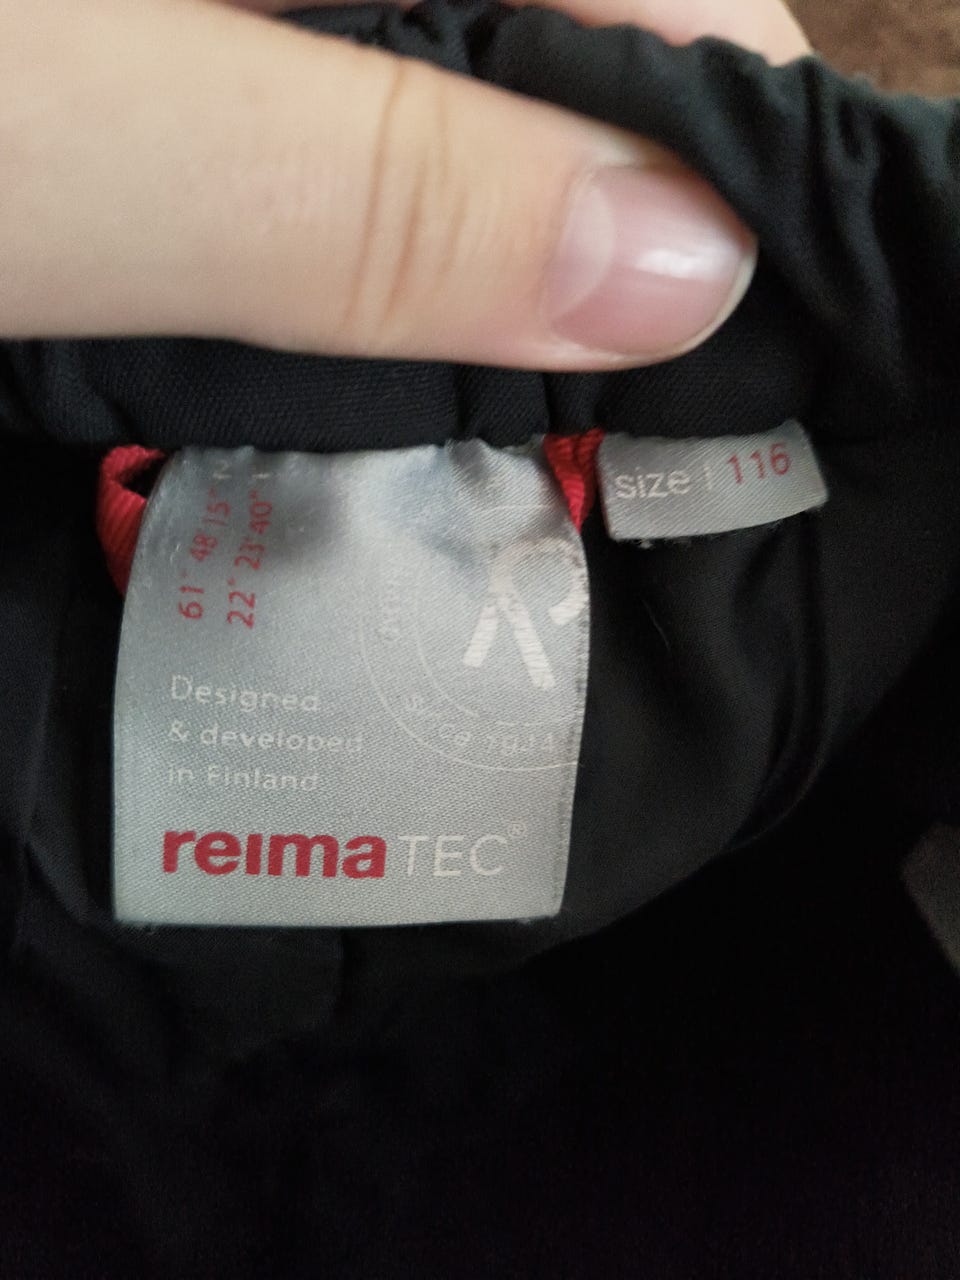 61° 48'15" N
22° 23'40"
Designed
& developed
in Finland
since 1944
reima TEC®
size | 116